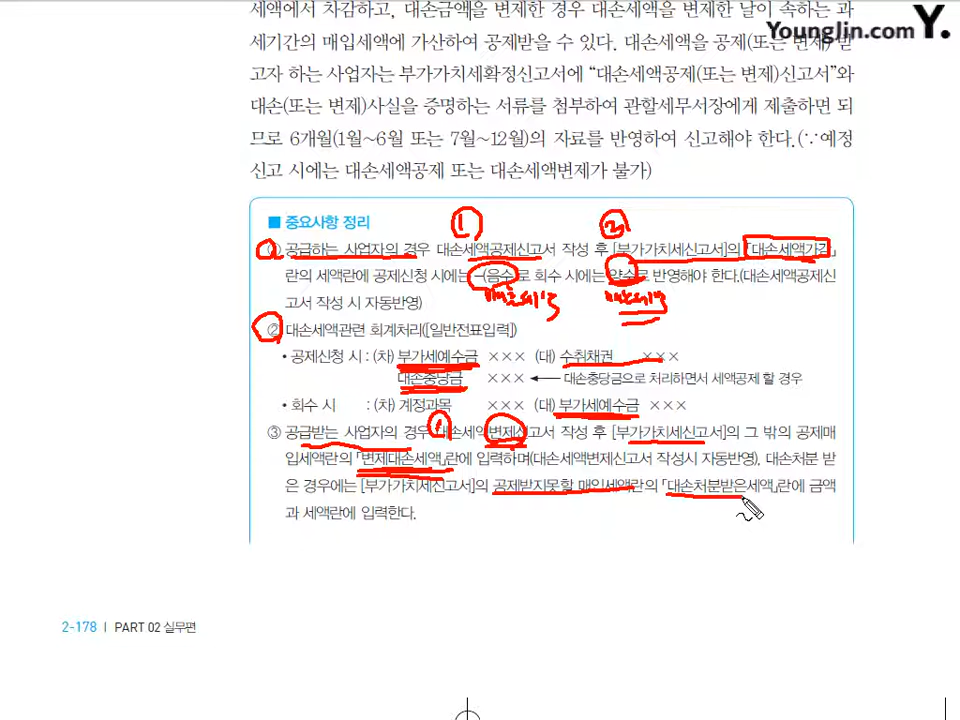 세액에서 차감하고, 대손금액을 변제한 경우 대손세액을 변제한 날이 속하는 과
YoungJin.com Y.
세기간의 매입세액에 가산하여 공제받을 수 있다. 대손세액을 공제(또는 변제) 받
고자 하는 사업자는 부가가치세확정신고서에 “대손세액공제(또는 변제)신고서”와
대손(또는 변제)사실을 증명하는 서류를 첨부하여 관할세무서장에게 제출하면 되
므로 6개월(1월~6월 또는 7월~12월)의 자료를 반영하여 신고해야 한다.(∵예정
신고 시에는 대손세액공제 또는 대손세액변제가 불가)
■ 중요사항 정리
① 공급하는 사업자의 경우 대손세액공제신고서 작성 후 [부가가치세신고서]의 「대손세액가감」
란의 세액란에 공제신청 시에는 –(음수)로 회수 시에는 양수로 반영해야 한다.(대손세액공제신
매출세액
고서 작성 시 자동반영)
② 대손세액관련 회계처리([일반전표입력])
• 공제신청 시 : (차) 부가세예수금 ××× (대) 수취채권 ×××
대손충당금 ××× ← 대손충당금으로 처리하면서 세액공제 할 경우
• 회수 시 : (차) 계정과목 ××× (대) 부가세예수금 ×××
③ 공급받는 사업자의 경우 대손세액변제신고서 작성 후 [부가가치세신고서]의 그 밖의 공제매
입세액란의 「변제대손세액」란에 입력하며(대손세액변제신고서 작성시 자동반영), 대손처분 받
은 경우에는 [부가가치세신고서]의 공제받지못할 매입세액란의 「대손처분받은세액」란에 금액
과 세액란에 입력한다.
2-178 | PART 02 실무편